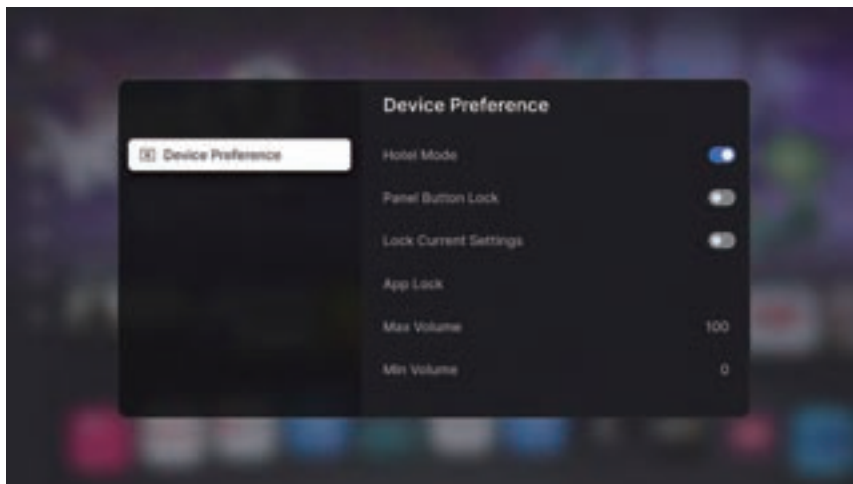 Device Preference
Device Preference
Hotel Mode
Panel Button Lock
Lock Current Settings
App Lock
Max Volume 100
Min Volume 0